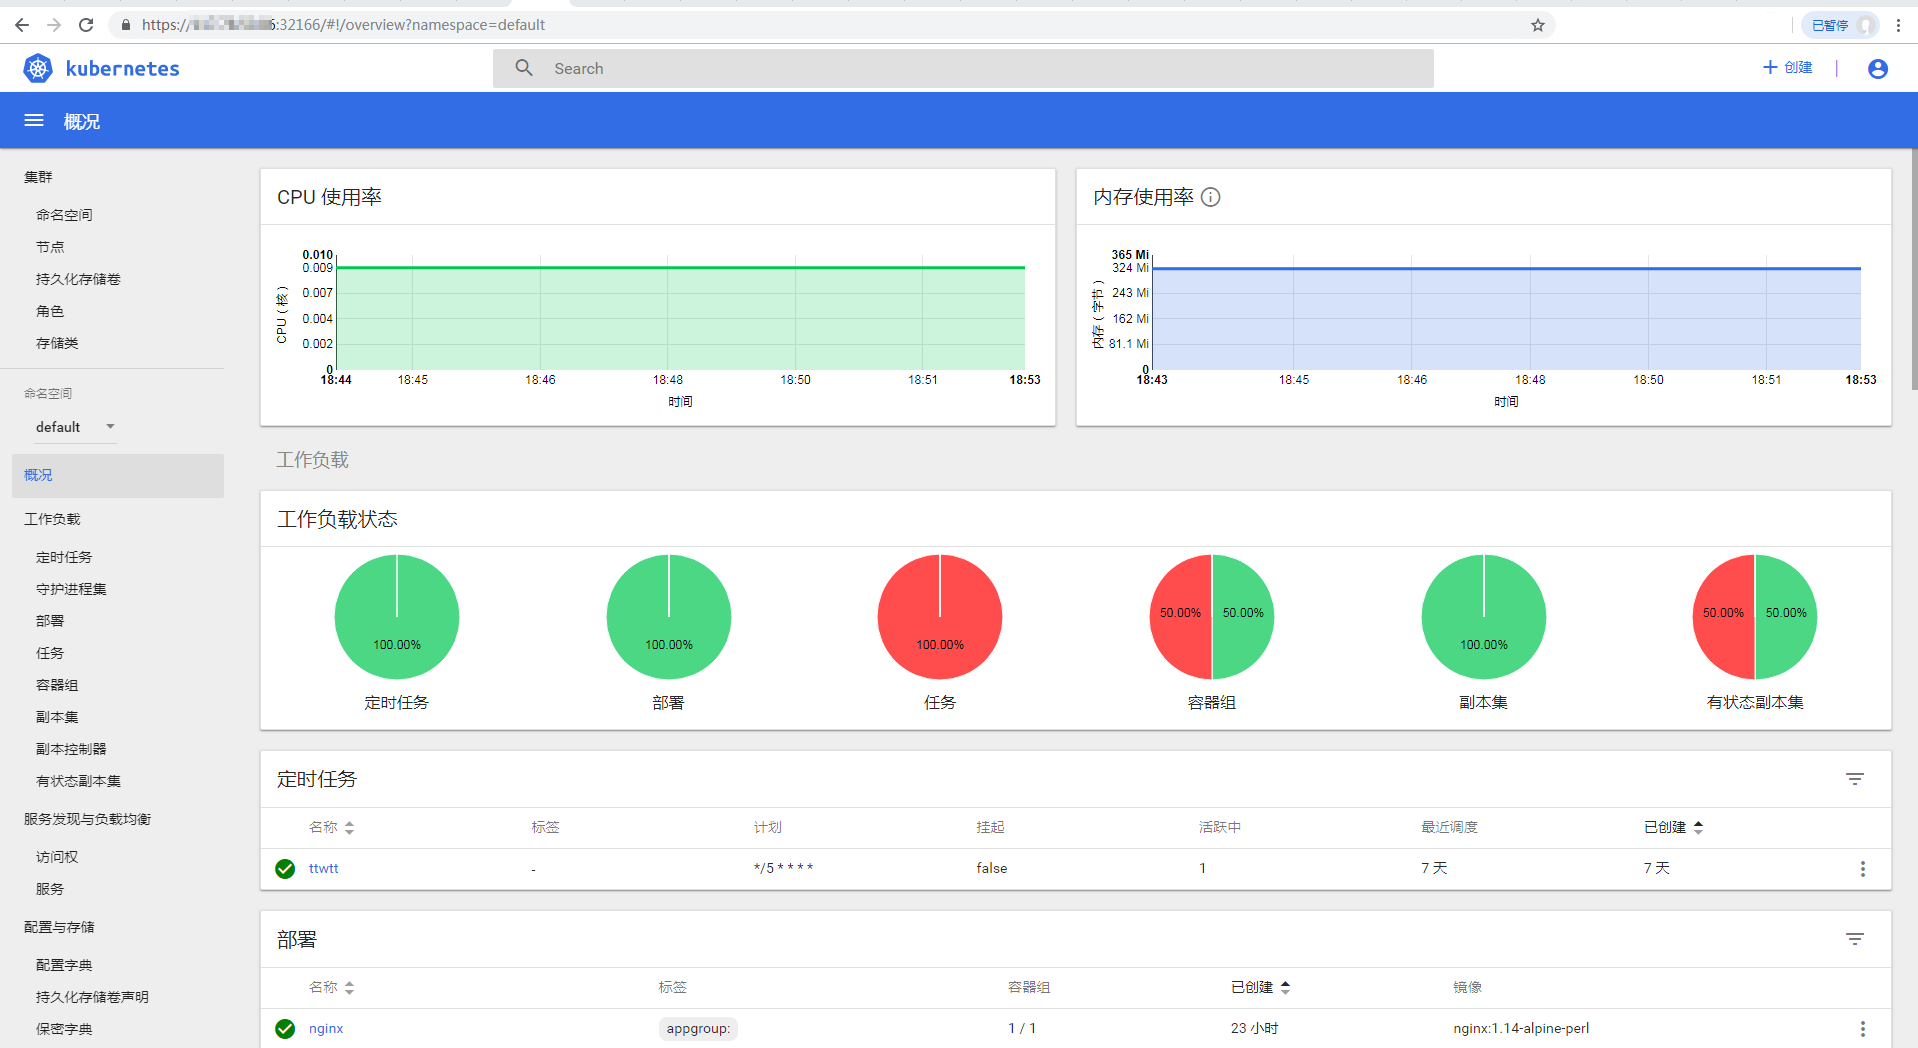 https://
:32166/#!/overview?namespace=default
已暂停
kubernetes
Search
创建
概况
集群
命名空间
节点
持久化存储卷
角色
存储类
命名空间
default
概况
工作负载
定时任务
守护进程集
部署
任务
容器组
副本集
副本控制器
有状态副本集
服务发现与负载均衡
访问权
服务
配置与存储
配置字典
持久化存储卷声明
保密字典
CPU 使用率
CPU ( 核 )
0.010
0.009
0.007
0.004
0.002
0
18:44 18:45 18:46 18:48 18:50 18:51 18:53
时间
内存使用率
内存 ( 字节 )
365 Mi
324 Mi
243 Mi
162 Mi
81.1 Mi
0
18:43 18:45 18:46 18:48 18:50 18:51 18:53
时间
工作负载
工作负载状态
100.00% 100.00% 100.00% 50.00% 50.00% 100.00% 50.00% 50.00%
定时任务 部署 任务 容器组 副本集 有状态副本集
定时任务
名称 标签 计划 挂起 活跃中 最近调度 已创建
ttwtt - */5 * * * * false 1 7 天 7 天
部署
名称 标签 容器组 已创建 镜像
nginx appgroup: 1 / 1 23 小时 nginx:1.14-alpine-perl